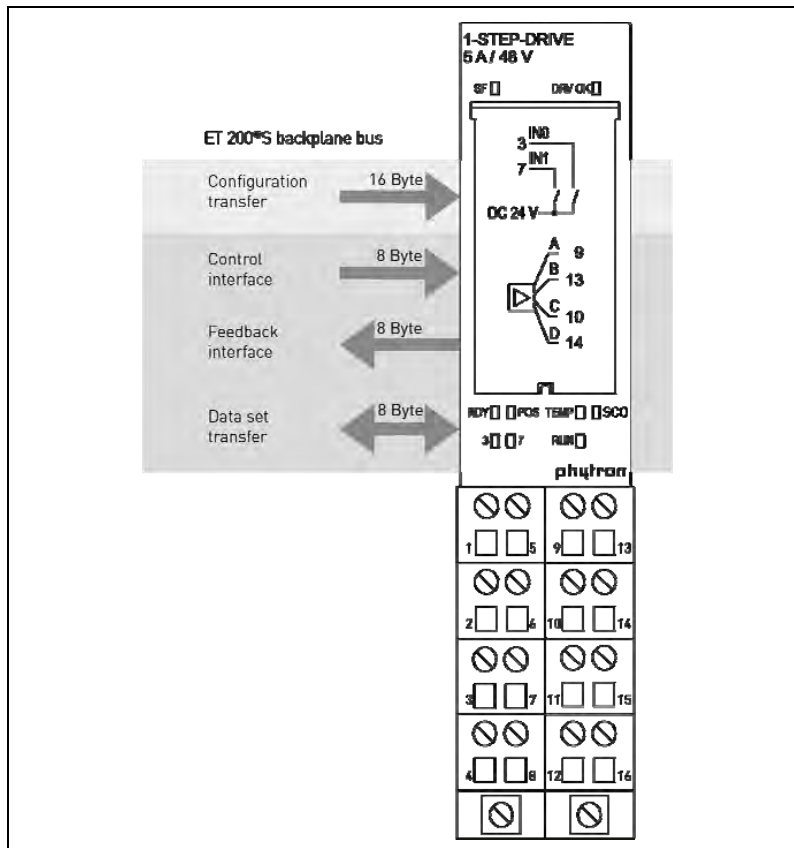 1-STEP-DRIVE
5 A / 48 V
SF DRV OK
ET 200®S backplane bus
3 IN0
7 IN1
DC 24 V
Configuration
transfer
16 Byte
A 9
B 13
C 10
D 14
Control
interface
8 Byte
Feedback
interface
8 Byte
Data set
transfer
8 Byte
RDY POS TEMP SCO
3 7 RUN
phytron
1 5 9 13
2 6 10 14
3 7 11 15
4 8 12 16